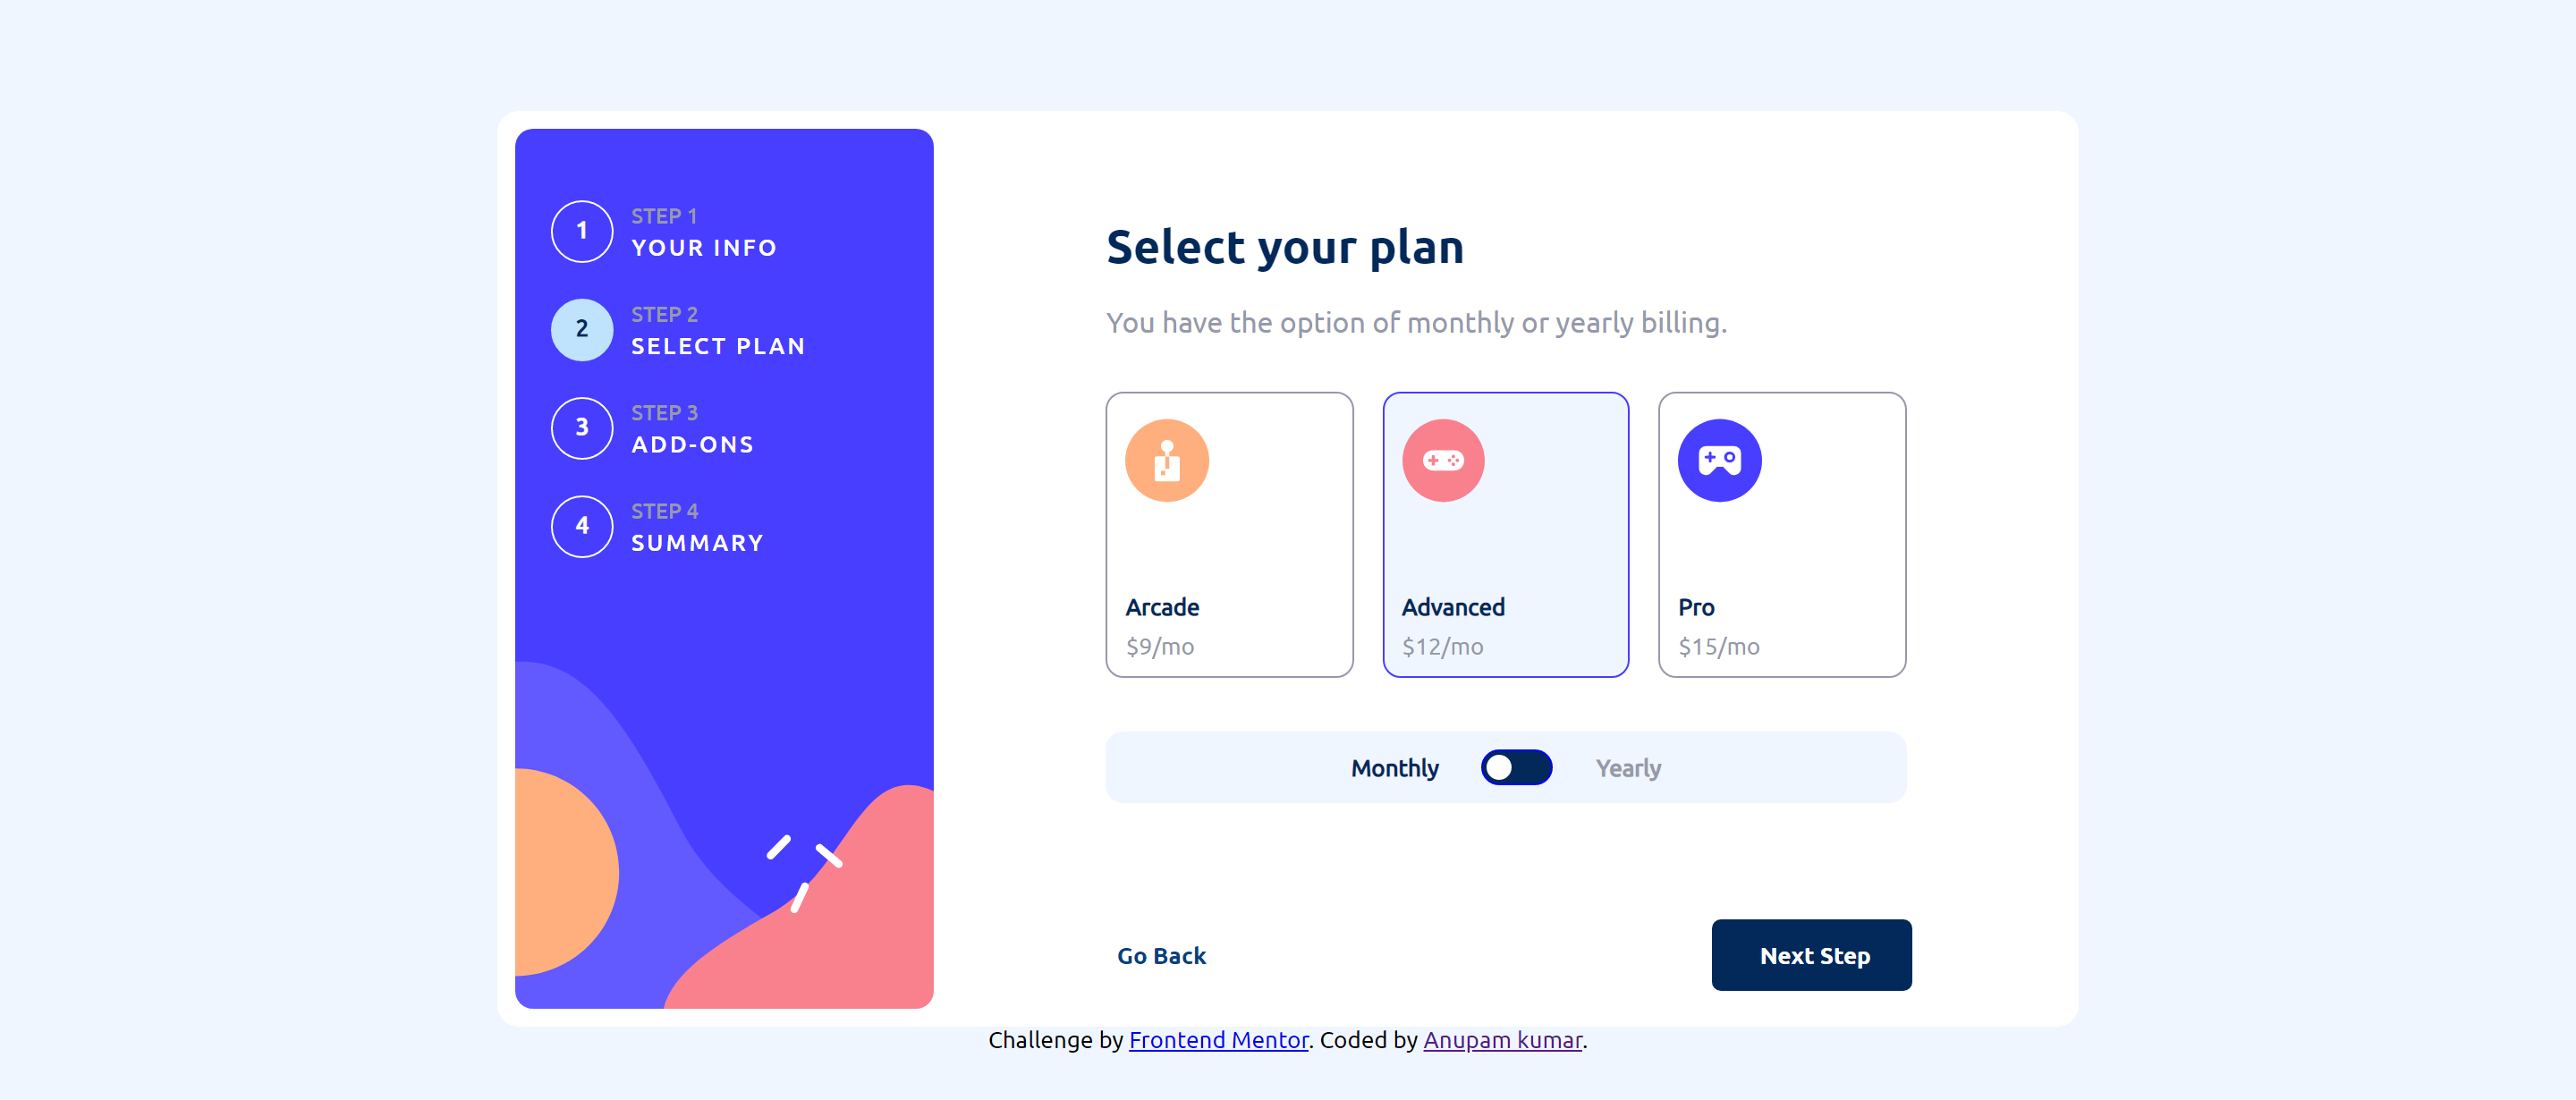 1
STEP 1
YOUR INFO
2
STEP 2
SELECT PLAN
3
STEP 3
ADD-ONS
4
STEP 4
SUMMARY
Select your plan
You have the option of monthly or yearly billing.
Arcade
$9/mo
Advanced
$12/mo
Pro
$15/mo
Monthly Yearly
Go Back Next Step
Challenge by Frontend Mentor. Coded by Anupam kumar.